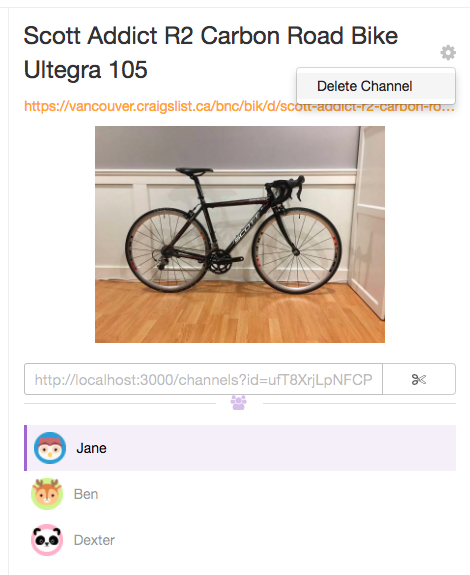 Scott Addict R2 Carbon Road Bike
Ultegra 105
Delete Channel
https://vancouver.craigslist.ca/bnc/bik/d/scott-addict-r2-carbon-ro…
SCOTT
http://localhost:3000/channels?id=ufT8XrjLpNFCP
Jane
Ben
Dexter